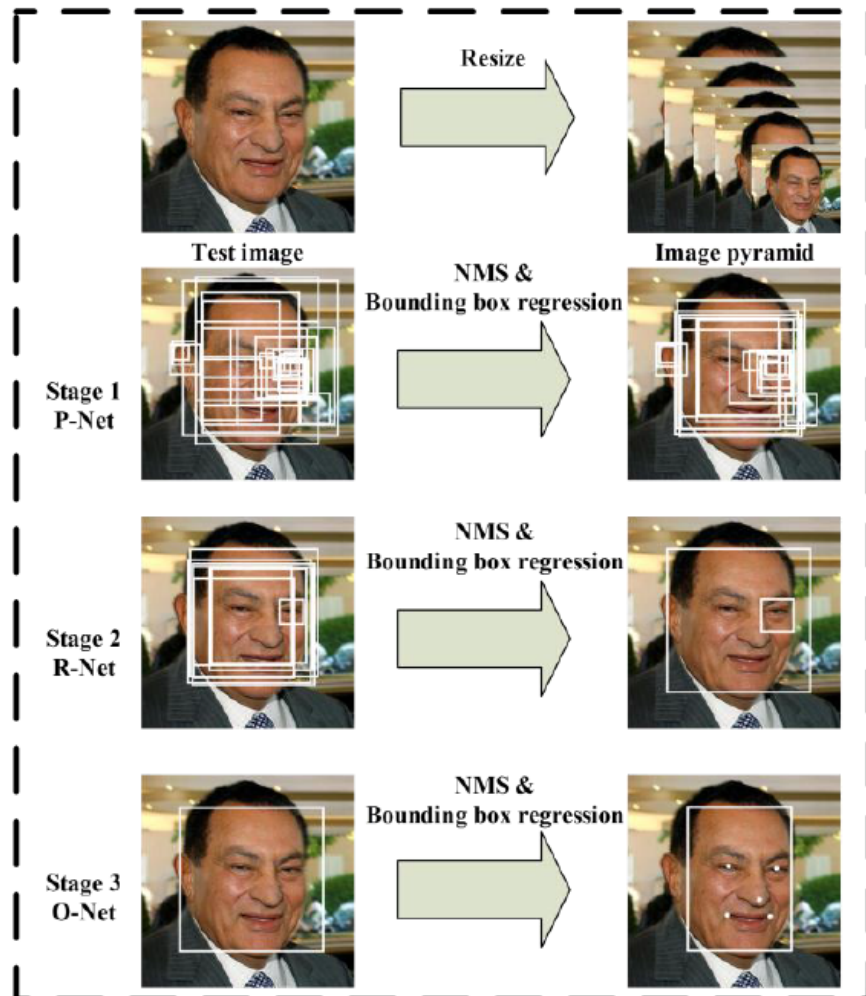 Resize
Test image
Image pyramid
NMS &
Bounding box regression
Stage 1
P-Net
NMS &
Bounding box regression
Stage 2
R-Net
NMS &
Bounding box regression
Stage 3
O-Net